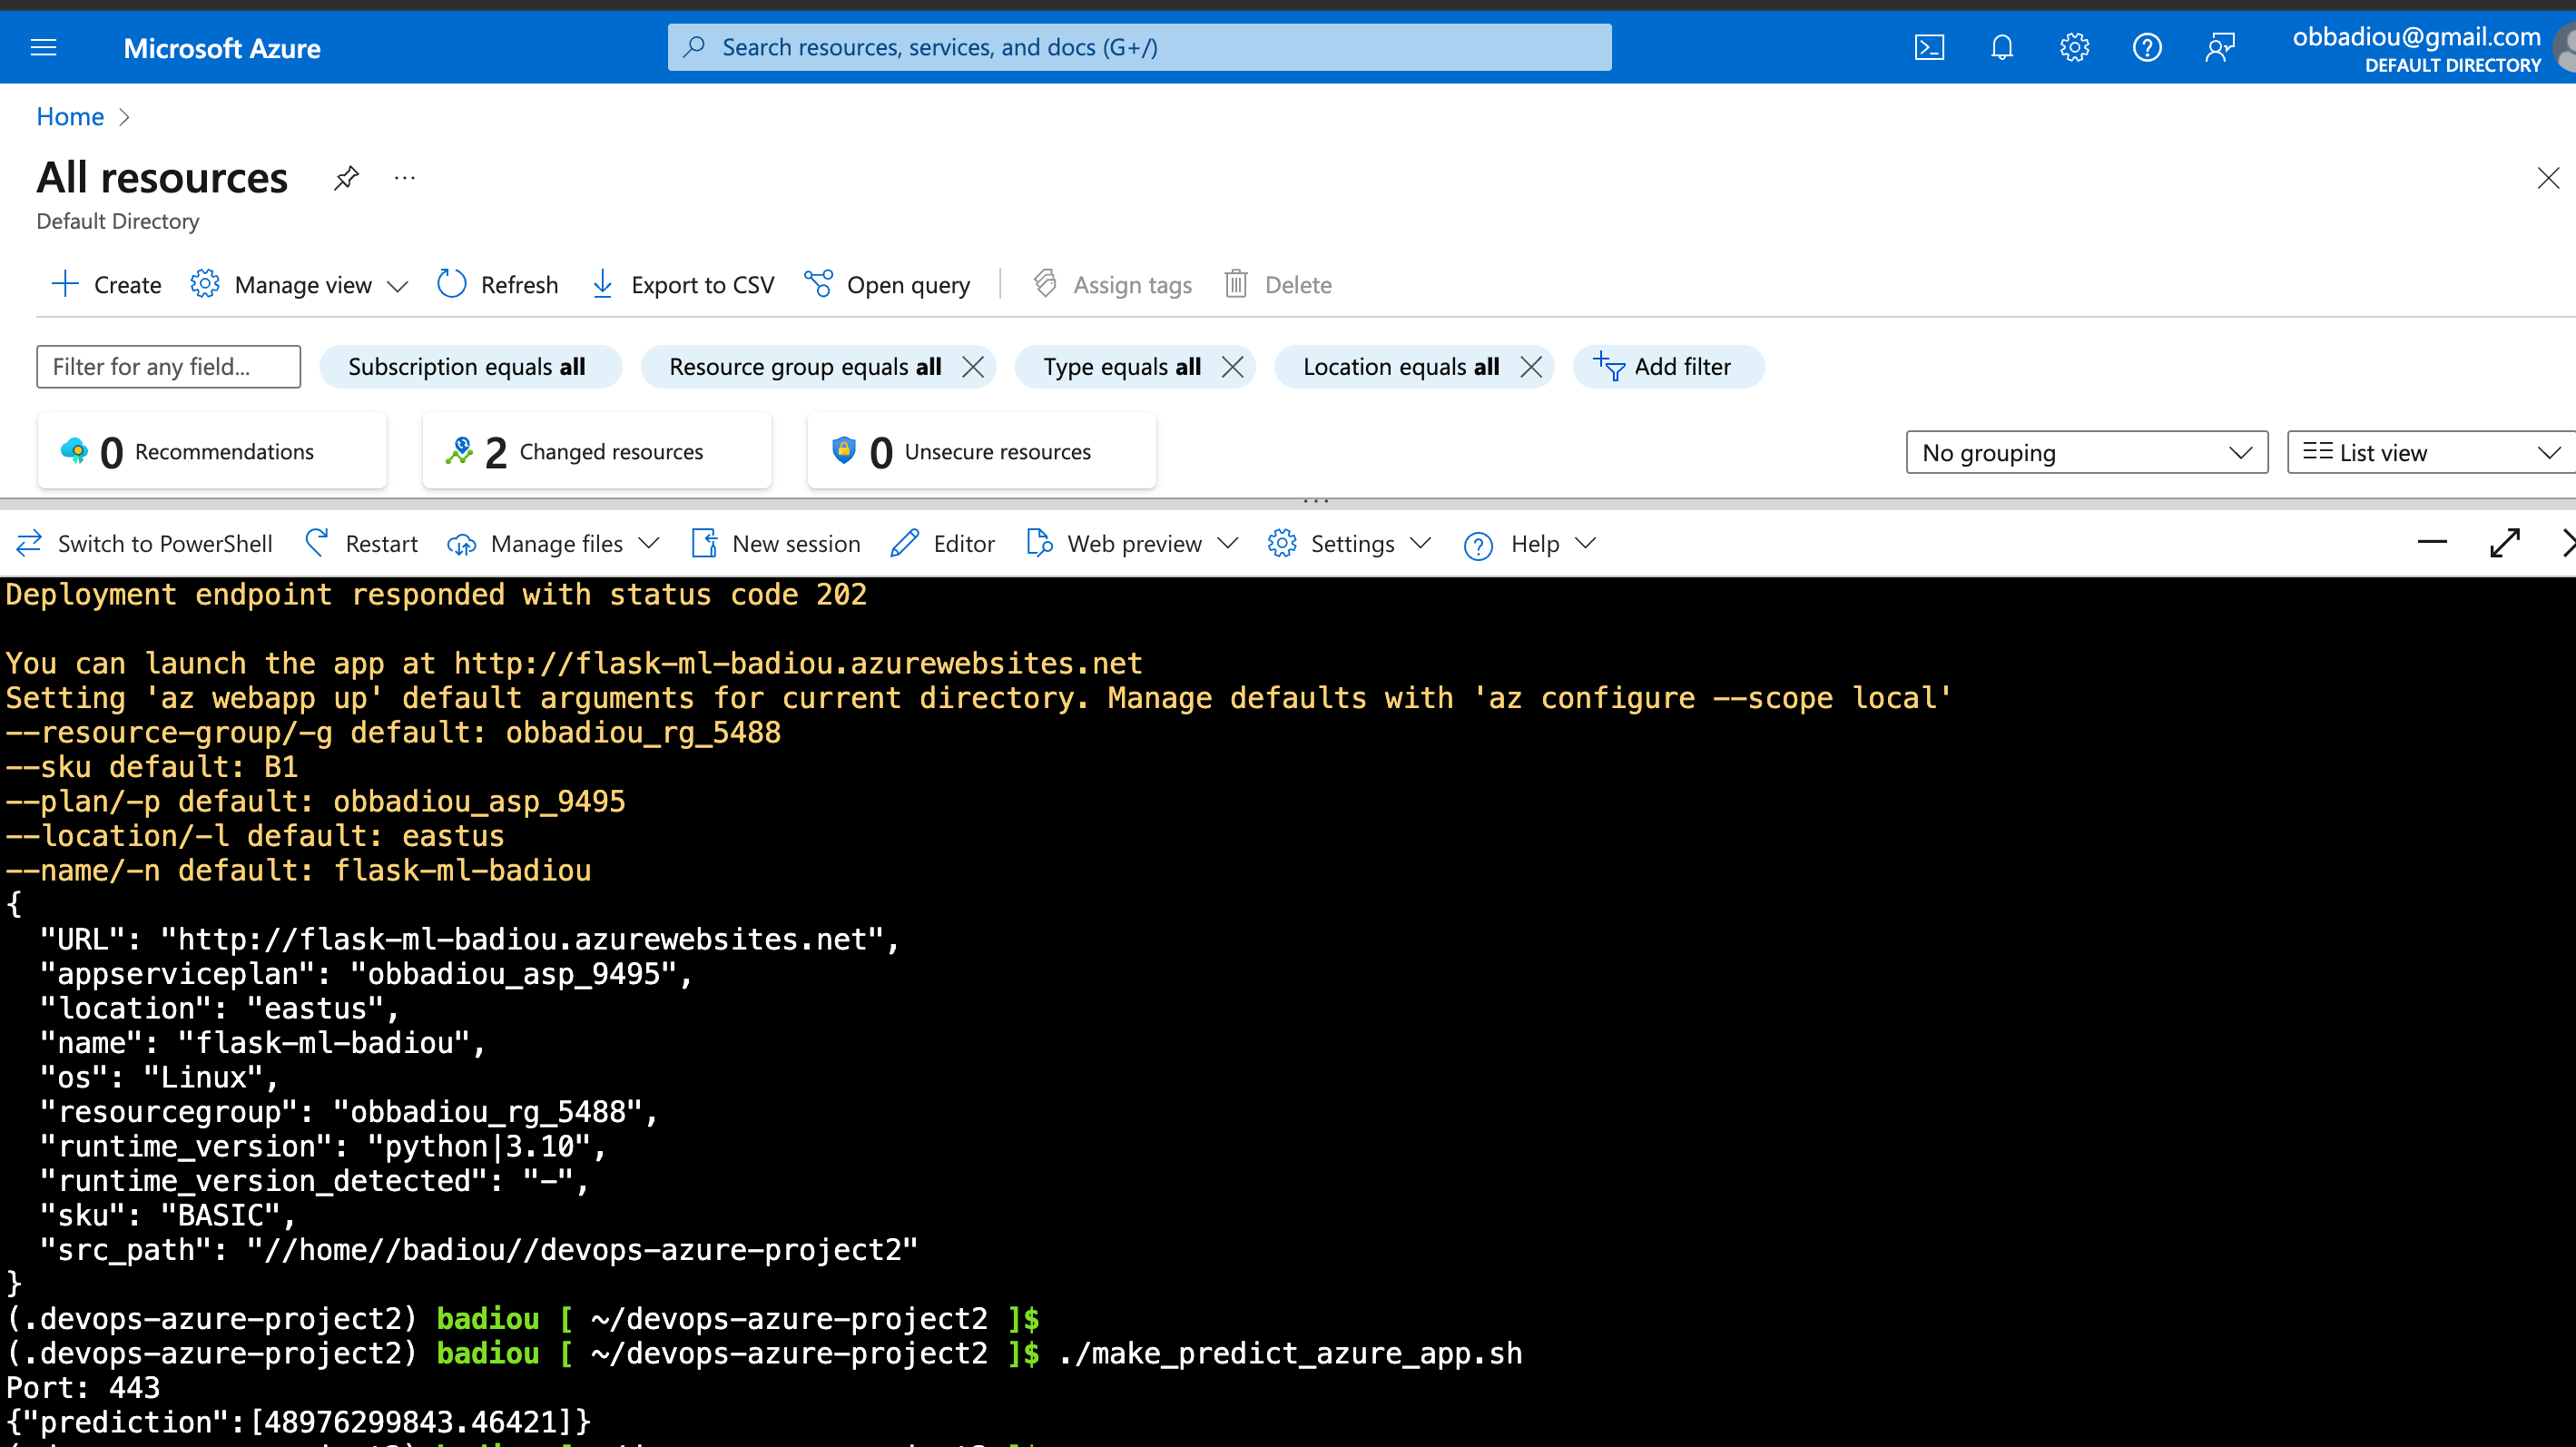 Microsoft Azure
Search resources, services, and docs (G+/)
obbadiou@gmail.com
DEFAULT DIRECTORY
Home
All resources
Default Directory
Create Manage view Refresh Export to CSV Open query Assign tags Delete
Filter for any field... Subscription equals all Resource group equals all Type equals all Location equals all Add filter
0 Recommendations 2 Changed resources 0 Unsecure resources No grouping List view
Switch to PowerShell Restart Manage files New session Editor Web preview Settings Help
Deployment endpoint responded with status code 202
You can launch the app at http://flask-ml-badiou.azurewebsites.net
Setting 'az webapp up' default arguments for current directory. Manage defaults with 'az configure --scope local'
--resource-group/-g default: obbadiou_rg_5488
--sku default: B1
--plan/-p default: obbadiou_asp_9495
--location/-l default: eastus
--name/-n default: flask-ml-badiou
{
"URL": "http://flask-ml-badiou.azurewebsites.net",
"appserviceplan": "obbadiou_asp_9495",
"location": "eastus",
"name": "flask-ml-badiou",
"os": "Linux",
"resourcegroup": "obbadiou_rg_5488",
"runtime_version": "python|3.10",
"runtime_version_detected": "-",
"sku": "BASIC",
"src_path": "//home//badiou//devops-azure-project2"
}
(.devops-azure-project2) badiou [ ~/devops-azure-project2 ]$
(.devops-azure-project2) badiou [ ~/devops-azure-project2 ]$ ./make_predict_azure_app.sh
Port: 443
{"prediction":[48976299843.46421]}